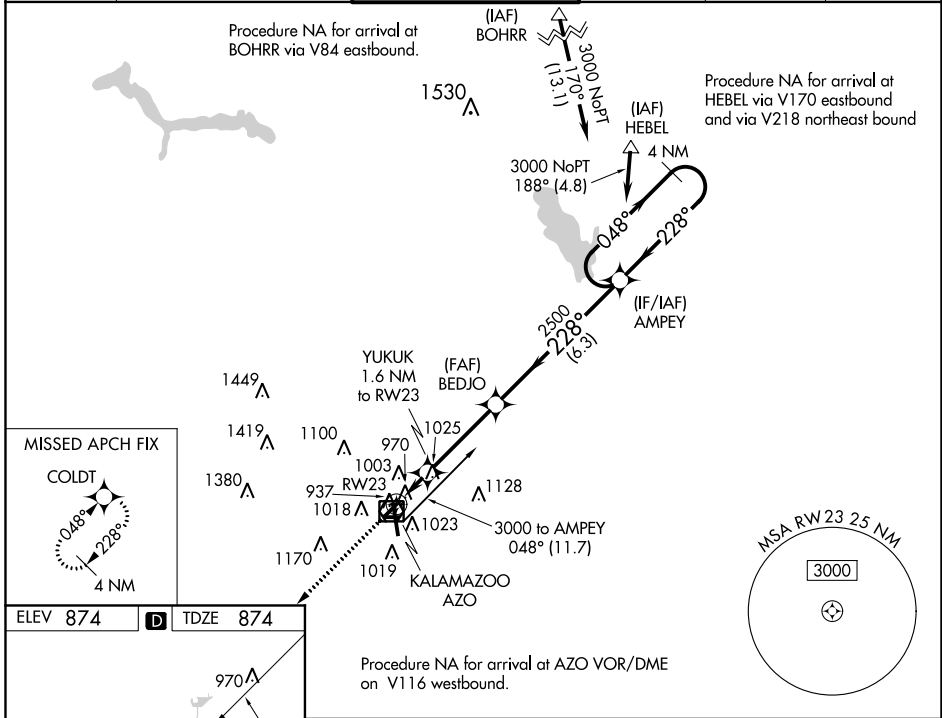 Procedure NA for arrival at
BOHRR via V84 eastbound.
(IAF)
BOHRR
3000 NoPT
170°
(13.1)
1530
Procedure NA for arrival at
HEBEL via V170 eastbound
and via V218 northeast bound
(IAF)
HEBEL
4 NM
3000 NoPT
188° (4.8)
048°
228°
(IF/IAF)
AMPEY
2500
228°
(6.3)
YUKUK
1.6 NM
to RW23
(FAF)
BEDJO
1449
1419
1100
970
1025
1003
RW23
1380
937
1018
1128
1023
3000 to AMPEY
048° (11.7)
1170
1019
KALAMAZOO
AZO
MISSED APCH FIX
COLDT
048°
228°
4 NM
MSA RW23 25 NM
3000
ELEV 874
D
TDZE 874
970
Procedure NA for arrival at AZO VOR/DME
on V116 westbound.